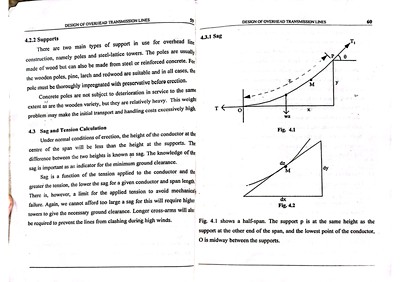 DESIGN OF OVERHEAD TRANSMISSION LINES 59
4.2.2 Supports
There are two main types of support in use for overhead line
construction, namely poles and steel-lattice towers. The poles are usually
made of wood but can also be made from steel or reinforced concrete. For
the wooden poles, pine, larch and redwood are suitable and in all cases, the
pole must be thoroughly impregnated with preservative before erection.
Concrete poles are not subject to deterioration in service to the same
extent as are the wooden variety, but they are relatively heavy. This weight
problem may make the initial transport and handling costs excessively high.
4.3 Sag and Tension Calculation
Under normal conditions of erection, the height of the conductor at the
centre of the span will be less than the height at the supports. The
difference between the two heights is known as sag. The knowledge of the
sag is important as an indicator for the minimum ground clearance.
Sag is a function of the tension applied to the conductor and the
greater the tension, the lower the sag for a given conductor and span length.
There is, however, a limit for the applied tension to avoid mechanical
failure. Again, we cannot afford too large a sag for this will require higher
towers to give the necessary ground clearance. Longer cross-arms will also
be required to prevent the lines from clashing during high winds.
DESIGN OF OVERHEAD TRANSMISSION LINES 60
4.3.1 Sag
T₁
P
θ
M
y
T
O
x
Fig. 4.1
M
dy
dx
Fig. 4.2
Fig. 4.1 shows a half-span. The support p is at the same height as the
support at the other end of the span, and the lowest point of the conductor,
O is midway between the supports.